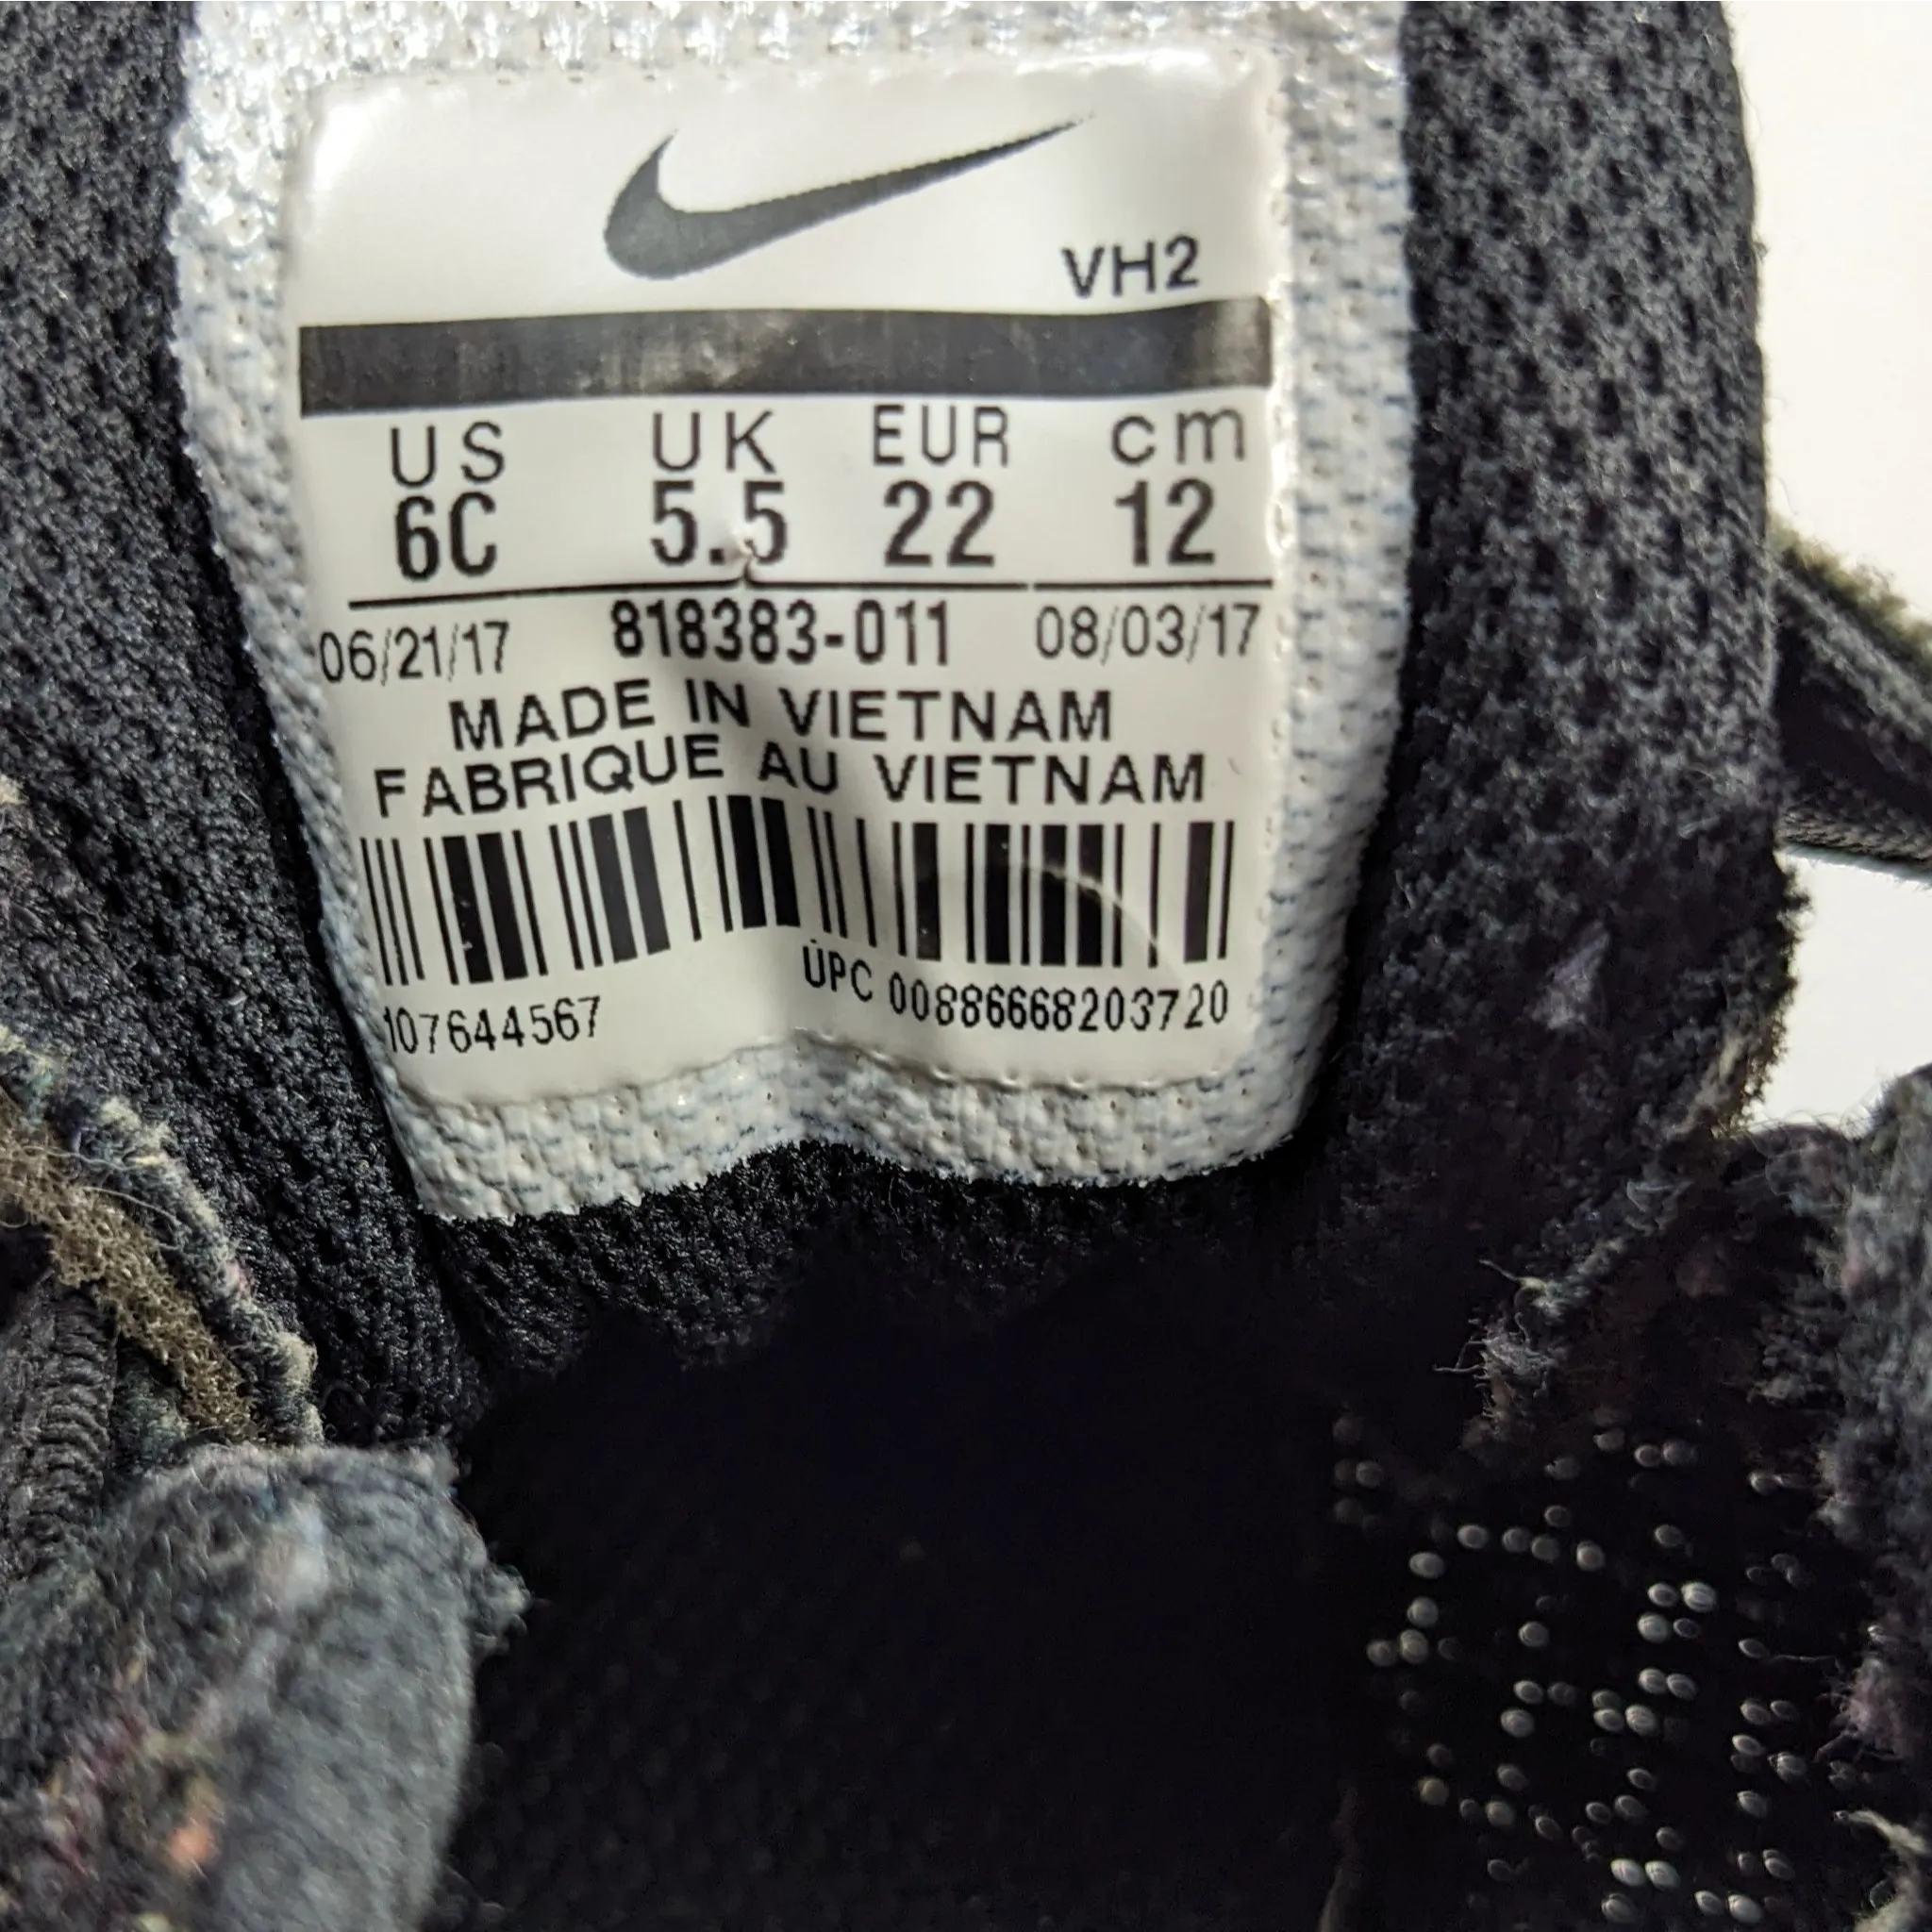 VH2
US UK EUR cm
6C 5.5 22 12
06/21/17 818383-011 08/03/17
MADE IN VIETNAM
FABRIQUE AU VIETNAM
107644567 UPC 00886668203720